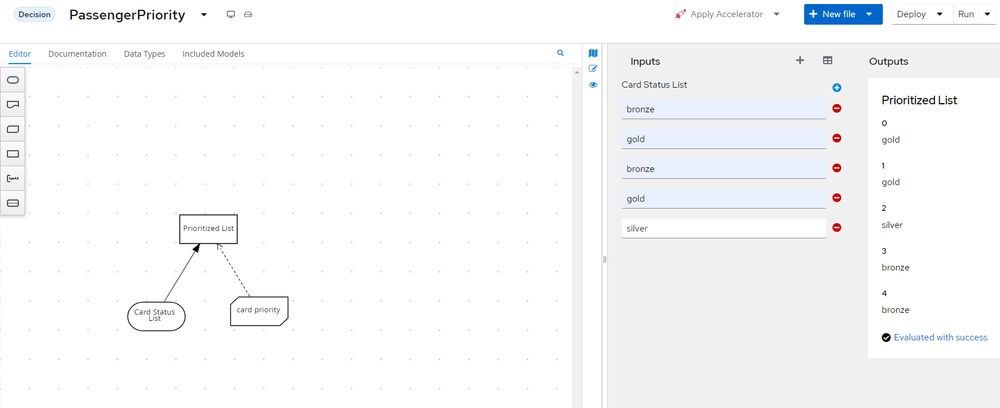 Decision
PassengerPriority
Apply Accelerator
New file
Deploy
Run
Editor
Documentation
Data Types
Included Models
Prioritized List
Card Status
List
card priority
Inputs
Card Status List
bronze
gold
bronze
gold
silver
Outputs
Prioritized List
0
gold
1
gold
2
silver
3
bronze
4
bronze
Evaluated with success